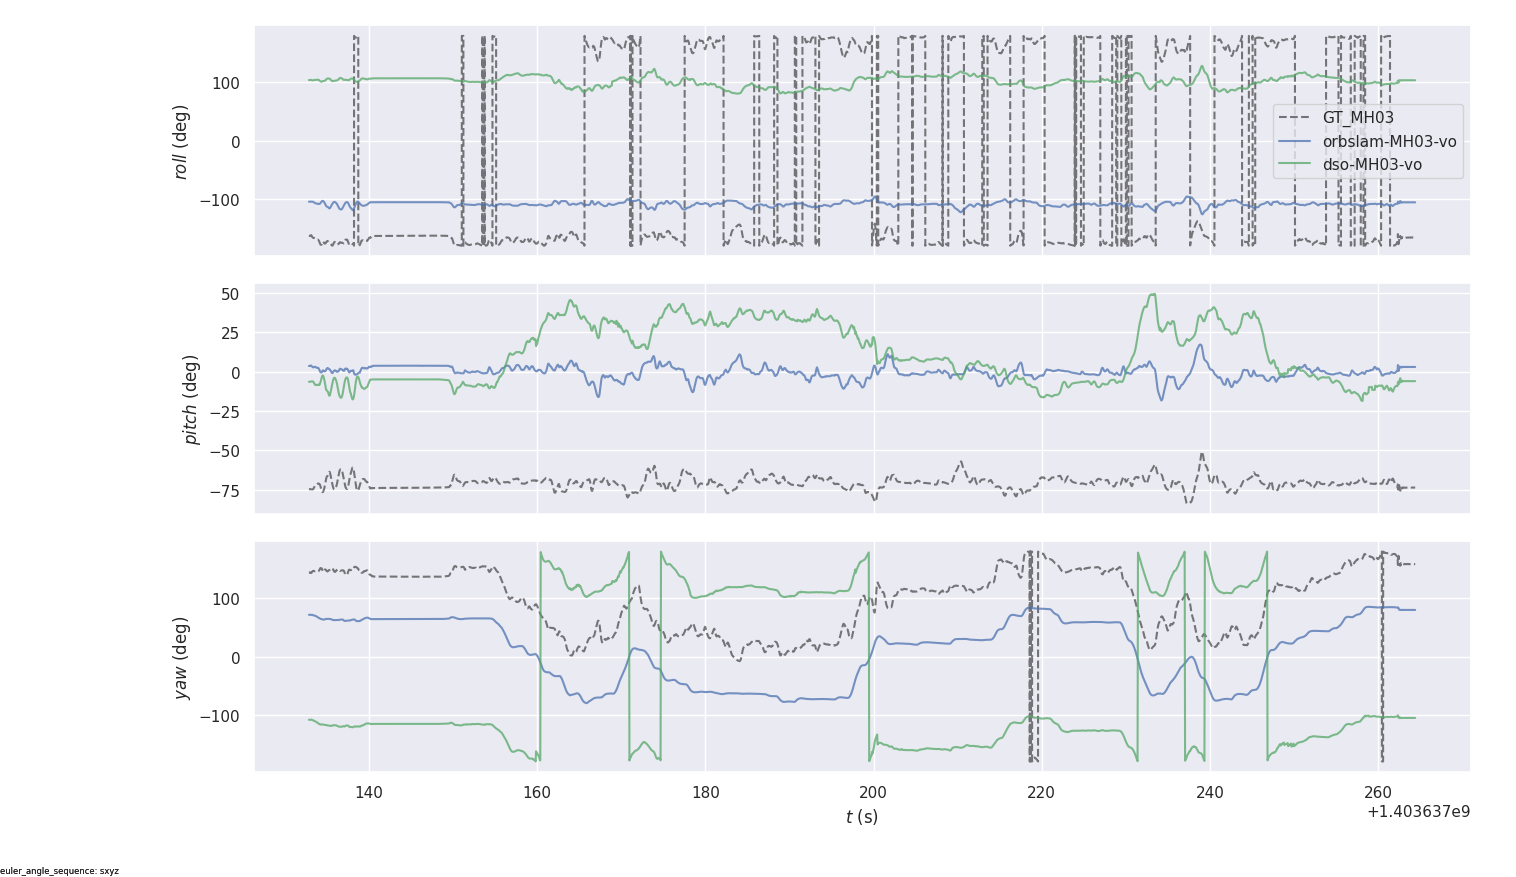 100
0
−100
roll (deg)
GT_MH03
orbslam-MH03-vo
dso-MH03-vo
50
25
0
−25
−50
−75
pitch (deg)
100
0
−100
yaw (deg)
140 160 180 200 220 240 260
t (s)
+1.403637e9
euler_angle_sequence: sxyz